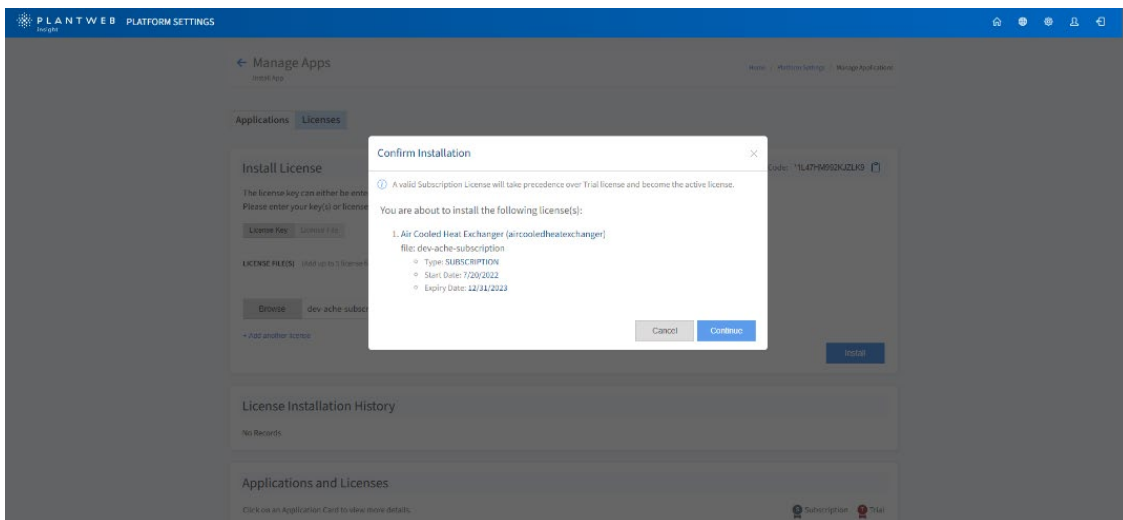 PLANTWEB PLATFORM SETTINGS
Insight
Manage Apps
Install App
Home / Platform Settings / Manage Applications
Applications Licenses
Confirm Installation
Install License
Code:
A valid Subscription License will take precedence over Trial license and become the active license.
The license key can either be ente
Please enter your key(s) or license
You are about to install the following license(s):
License Key License File
1. Air Cooled Heat Exchanger (aircooledheatexchanger)
file: dev-ache-subscription
Type: SUBSCRIPTION
LICENSE FILE(S)
Start Date: 7/20/2022
Expiry Date: 12/31/2023
Browse dev-ache-subscr
Cancel Continue
+ Add another license
Install
License Installation History
No Records
Applications and Licenses
Click on an Application Card to view more details.
Subscription Trial